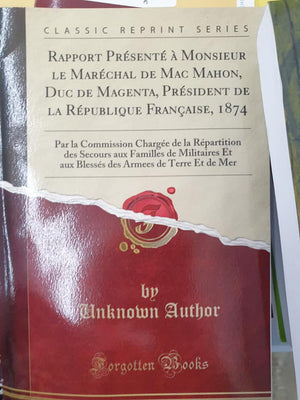 CLASSIC REPRINT SERIES
RAPPORT PRÉSENTÉ À MONSIEUR
LE MARÉCHAL DE MAC MAHON,
DUC DE MAGENTA, PRÉSIDENT DE
LA RÉPUBLIQUE FRANÇAISE, 1874
Par la Commission Chargée de la Répartition
des Secours aux Familles de Militaires Et
aux Blessés des Armees de Terre Et de Mer
by
Unknown Author
Forgotten Books